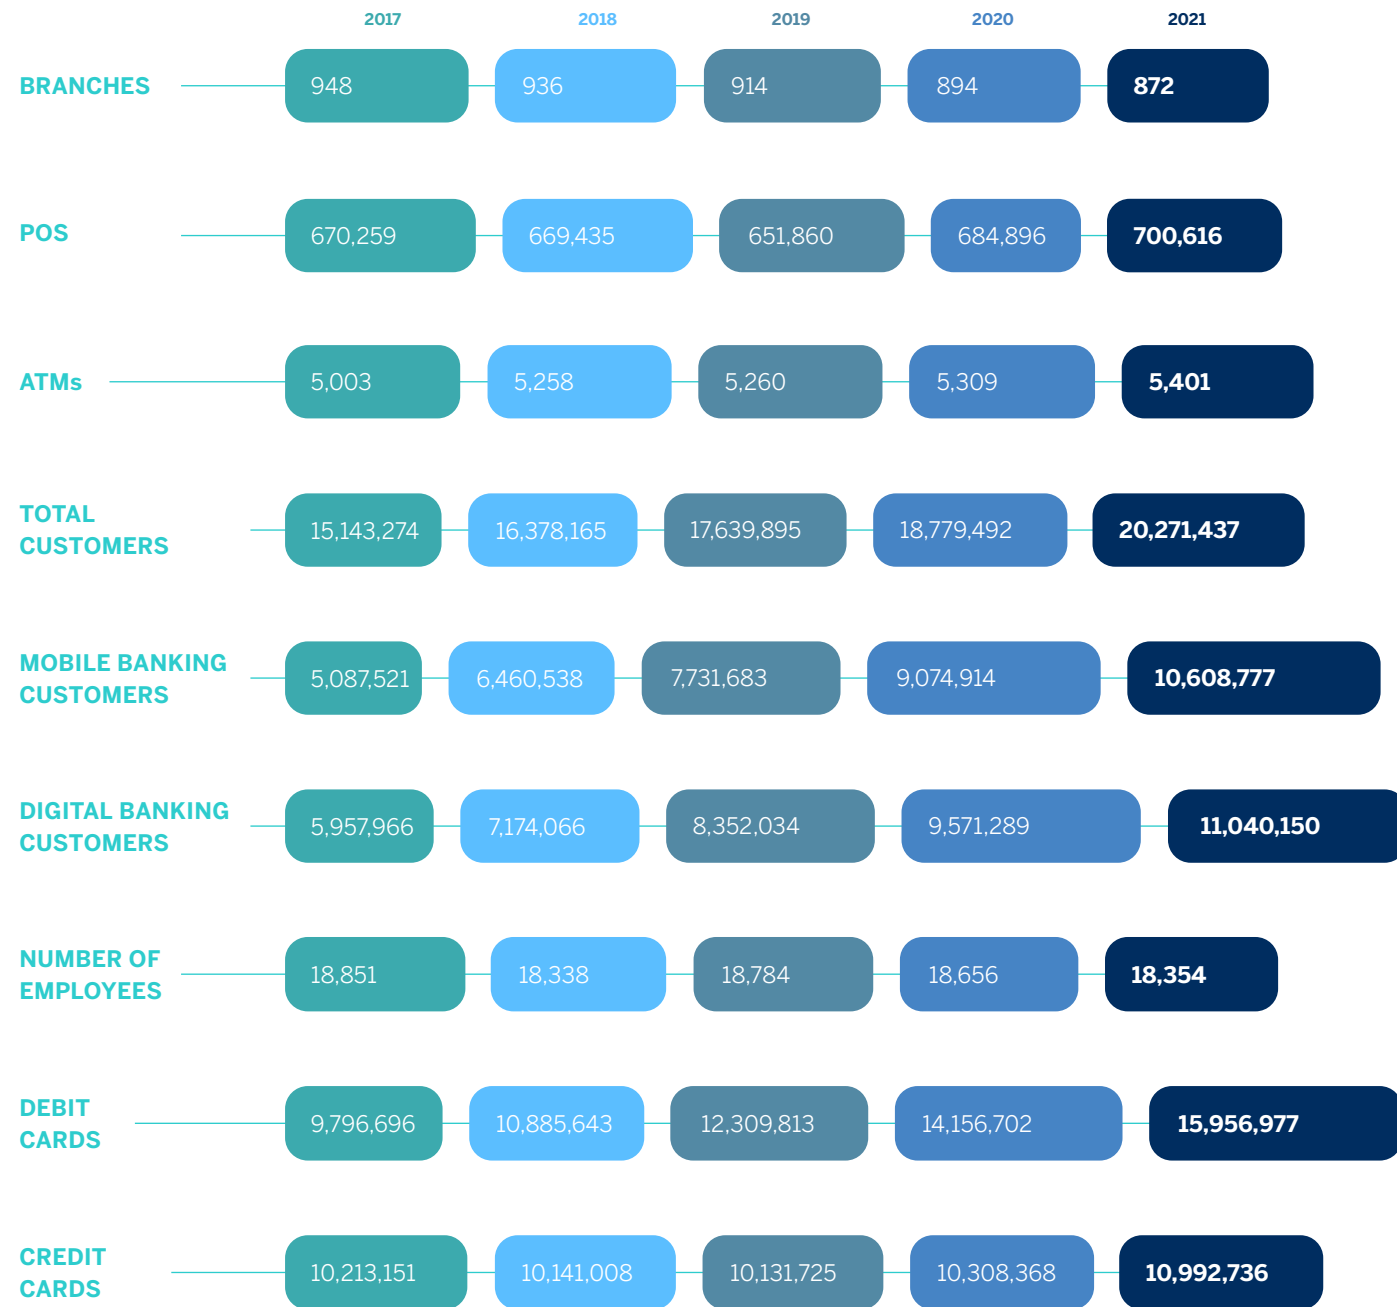 2017 2018 2019 2020 2021
BRANCHES 948 936 914 894 872
POS 670,259 669,435 651,860 684,896 700,616
ATMs 5,003 5,258 5,260 5,309 5,401
TOTAL
CUSTOMERS 15,143,274 16,378,165 17,639,895 18,779,492 20,271,437
MOBILE BANKING
CUSTOMERS 5,087,521 6,460,538 7,731,683 9,074,914 10,608,777
DIGITAL BANKING
CUSTOMERS 5,957,966 7,174,066 8,352,034 9,571,289 11,040,150
NUMBER OF
EMPLOYEES 18,851 18,338 18,784 18,656 18,354
DEBIT
CARDS 9,796,696 10,885,643 12,309,813 14,156,702 15,956,977
CREDIT
CARDS 10,213,151 10,141,008 10,131,725 10,308,368 10,992,736